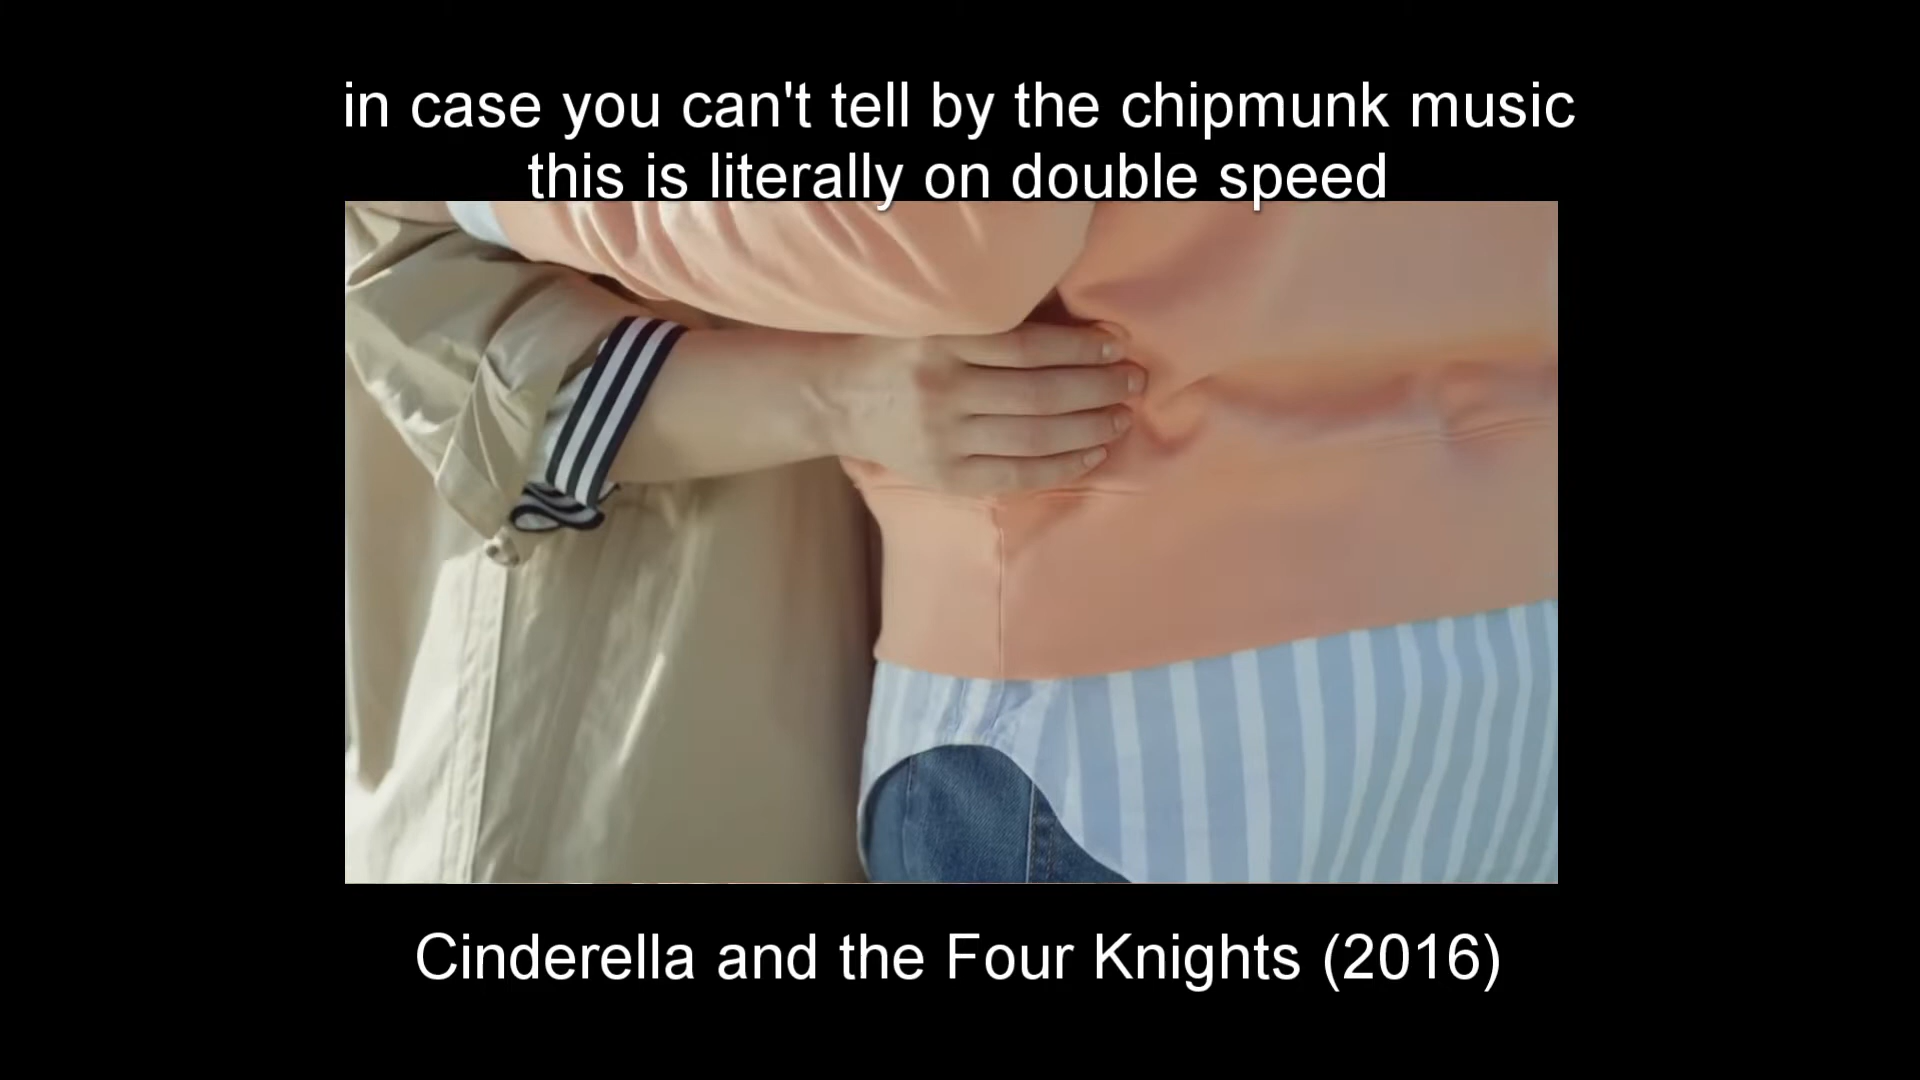 in case you can't tell by the chipmunk music
this is literally on double speed
Cinderella and the Four Knights (2016)